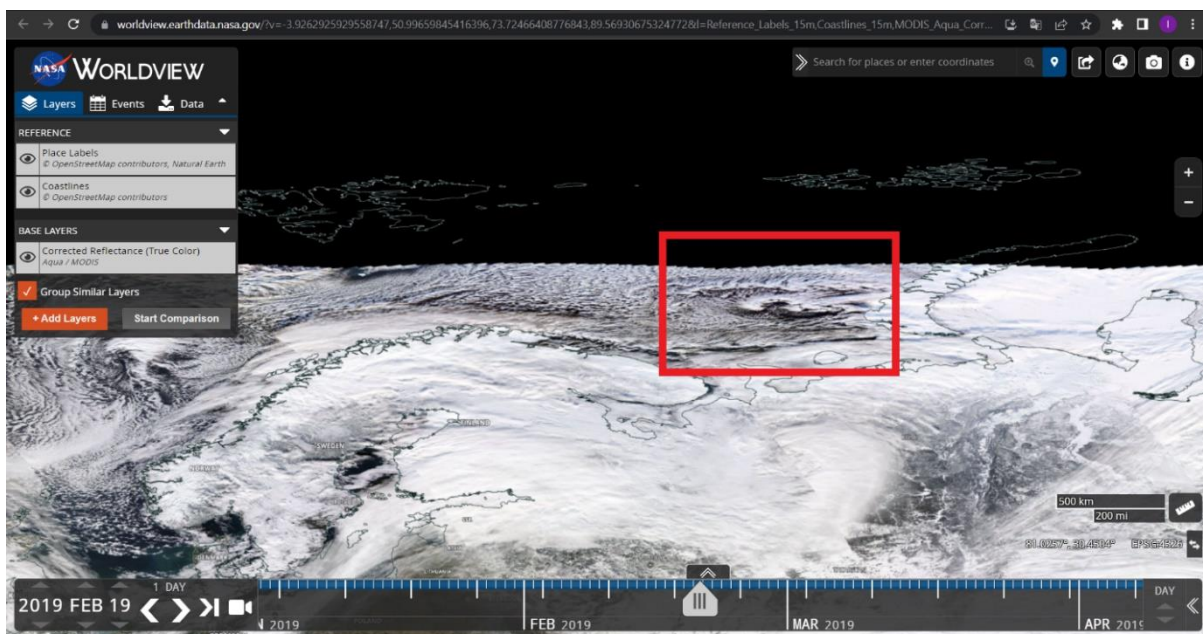 worldview.earthdata.nasa.gov/?v=-3.9262925929558747,50.99659845416396,73.72466408776843,89.56930675324772&l=Reference_Labels_15m,Coastlines_15m,MODIS_Aqua_Corr...
NASA WORLDVIEW
Search for places or enter coordinates
Layers Events Data
REFERENCE
Place Labels
© OpenStreetMap contributors, Natural Earth
Coastlines
© OpenStreetMap contributors
BASE LAYERS
Corrected Reflectance (True Color)
Aqua / MODIS
Group Similar Layers
+ Add Layers Start Comparison
FINLAND
SWEDEN
NORWAY
500 km
200 mi
1 DAY
2019 FEB 19
N 2019 FEB 2019 MAR 2019 APR 2019
DAY